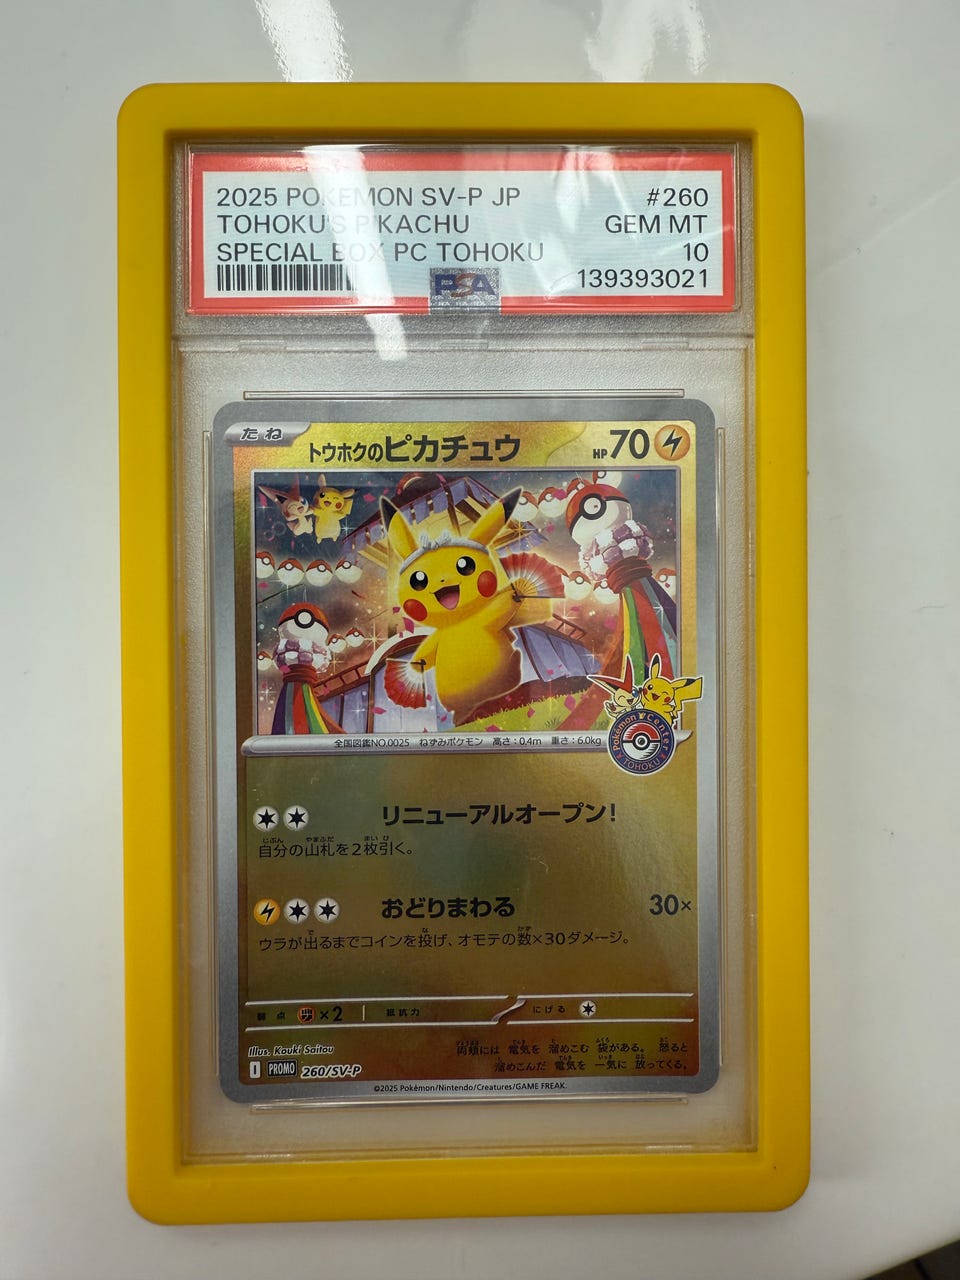 2025 POKEMON SV-P JP #260
TOHOKU'S PIKACHU GEM MT
SPECIAL BOX PC TOHOKU 10
PSA 139393021
たね
トウホクのピカチュウ HP70
Pokémon Center
TOHOKU
全国図鑑NO.0025 ねずみポケモン 高さ:0.4m 重さ:6.0kg
リニューアルオープン!
自分の山札を2枚引く。
おどりまわる 30×
ウラが出るまでコインを投げ、オモテの数×30ダメージ。
弱点 ×2 抵抗力 にげる
Illus. Kouki Saitou
両頬には 電気を 溜めこむ 袋がある。 怒ると
溜めこんだ 電気を 一気に 放ってくる。
I PROMO 260/SV-P
©2025 Pokémon/Nintendo/Creatures/GAME FREAK.